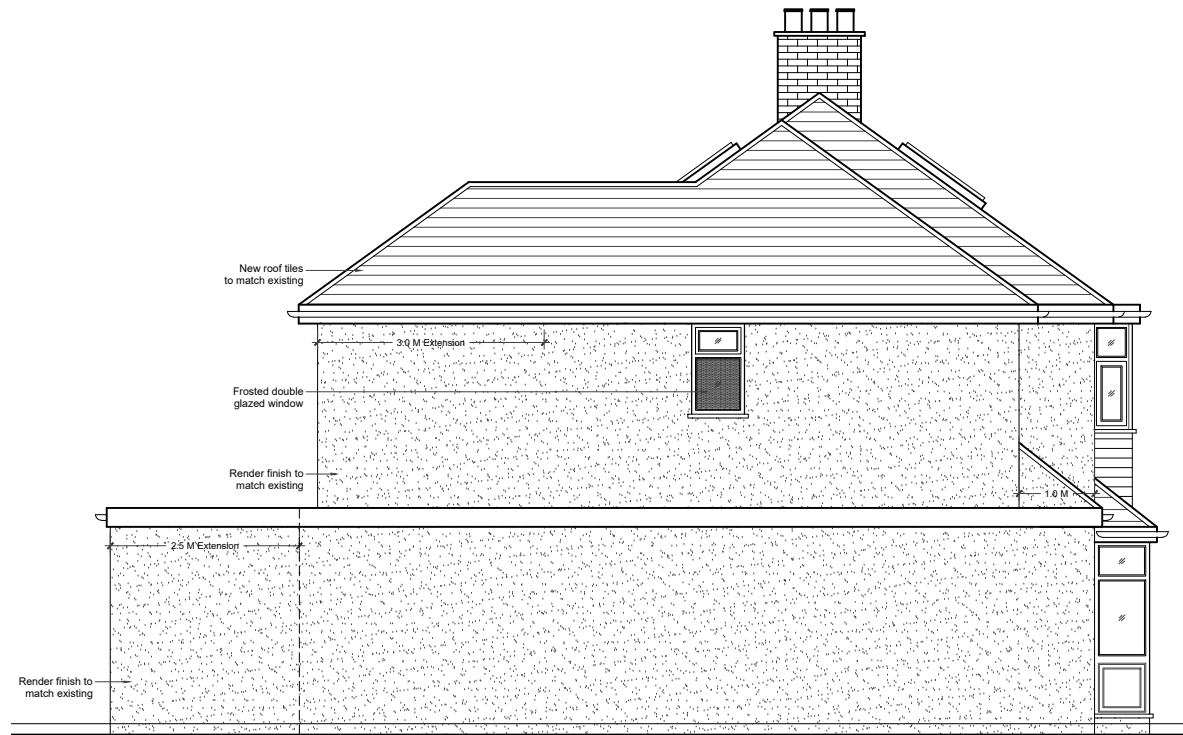 New roof tiles
to match existing
3.0 M Extension
Frosted double
glazed window
Render finish to
match existing
1.0 M
2.5 M Extension
Render finish to
match existing